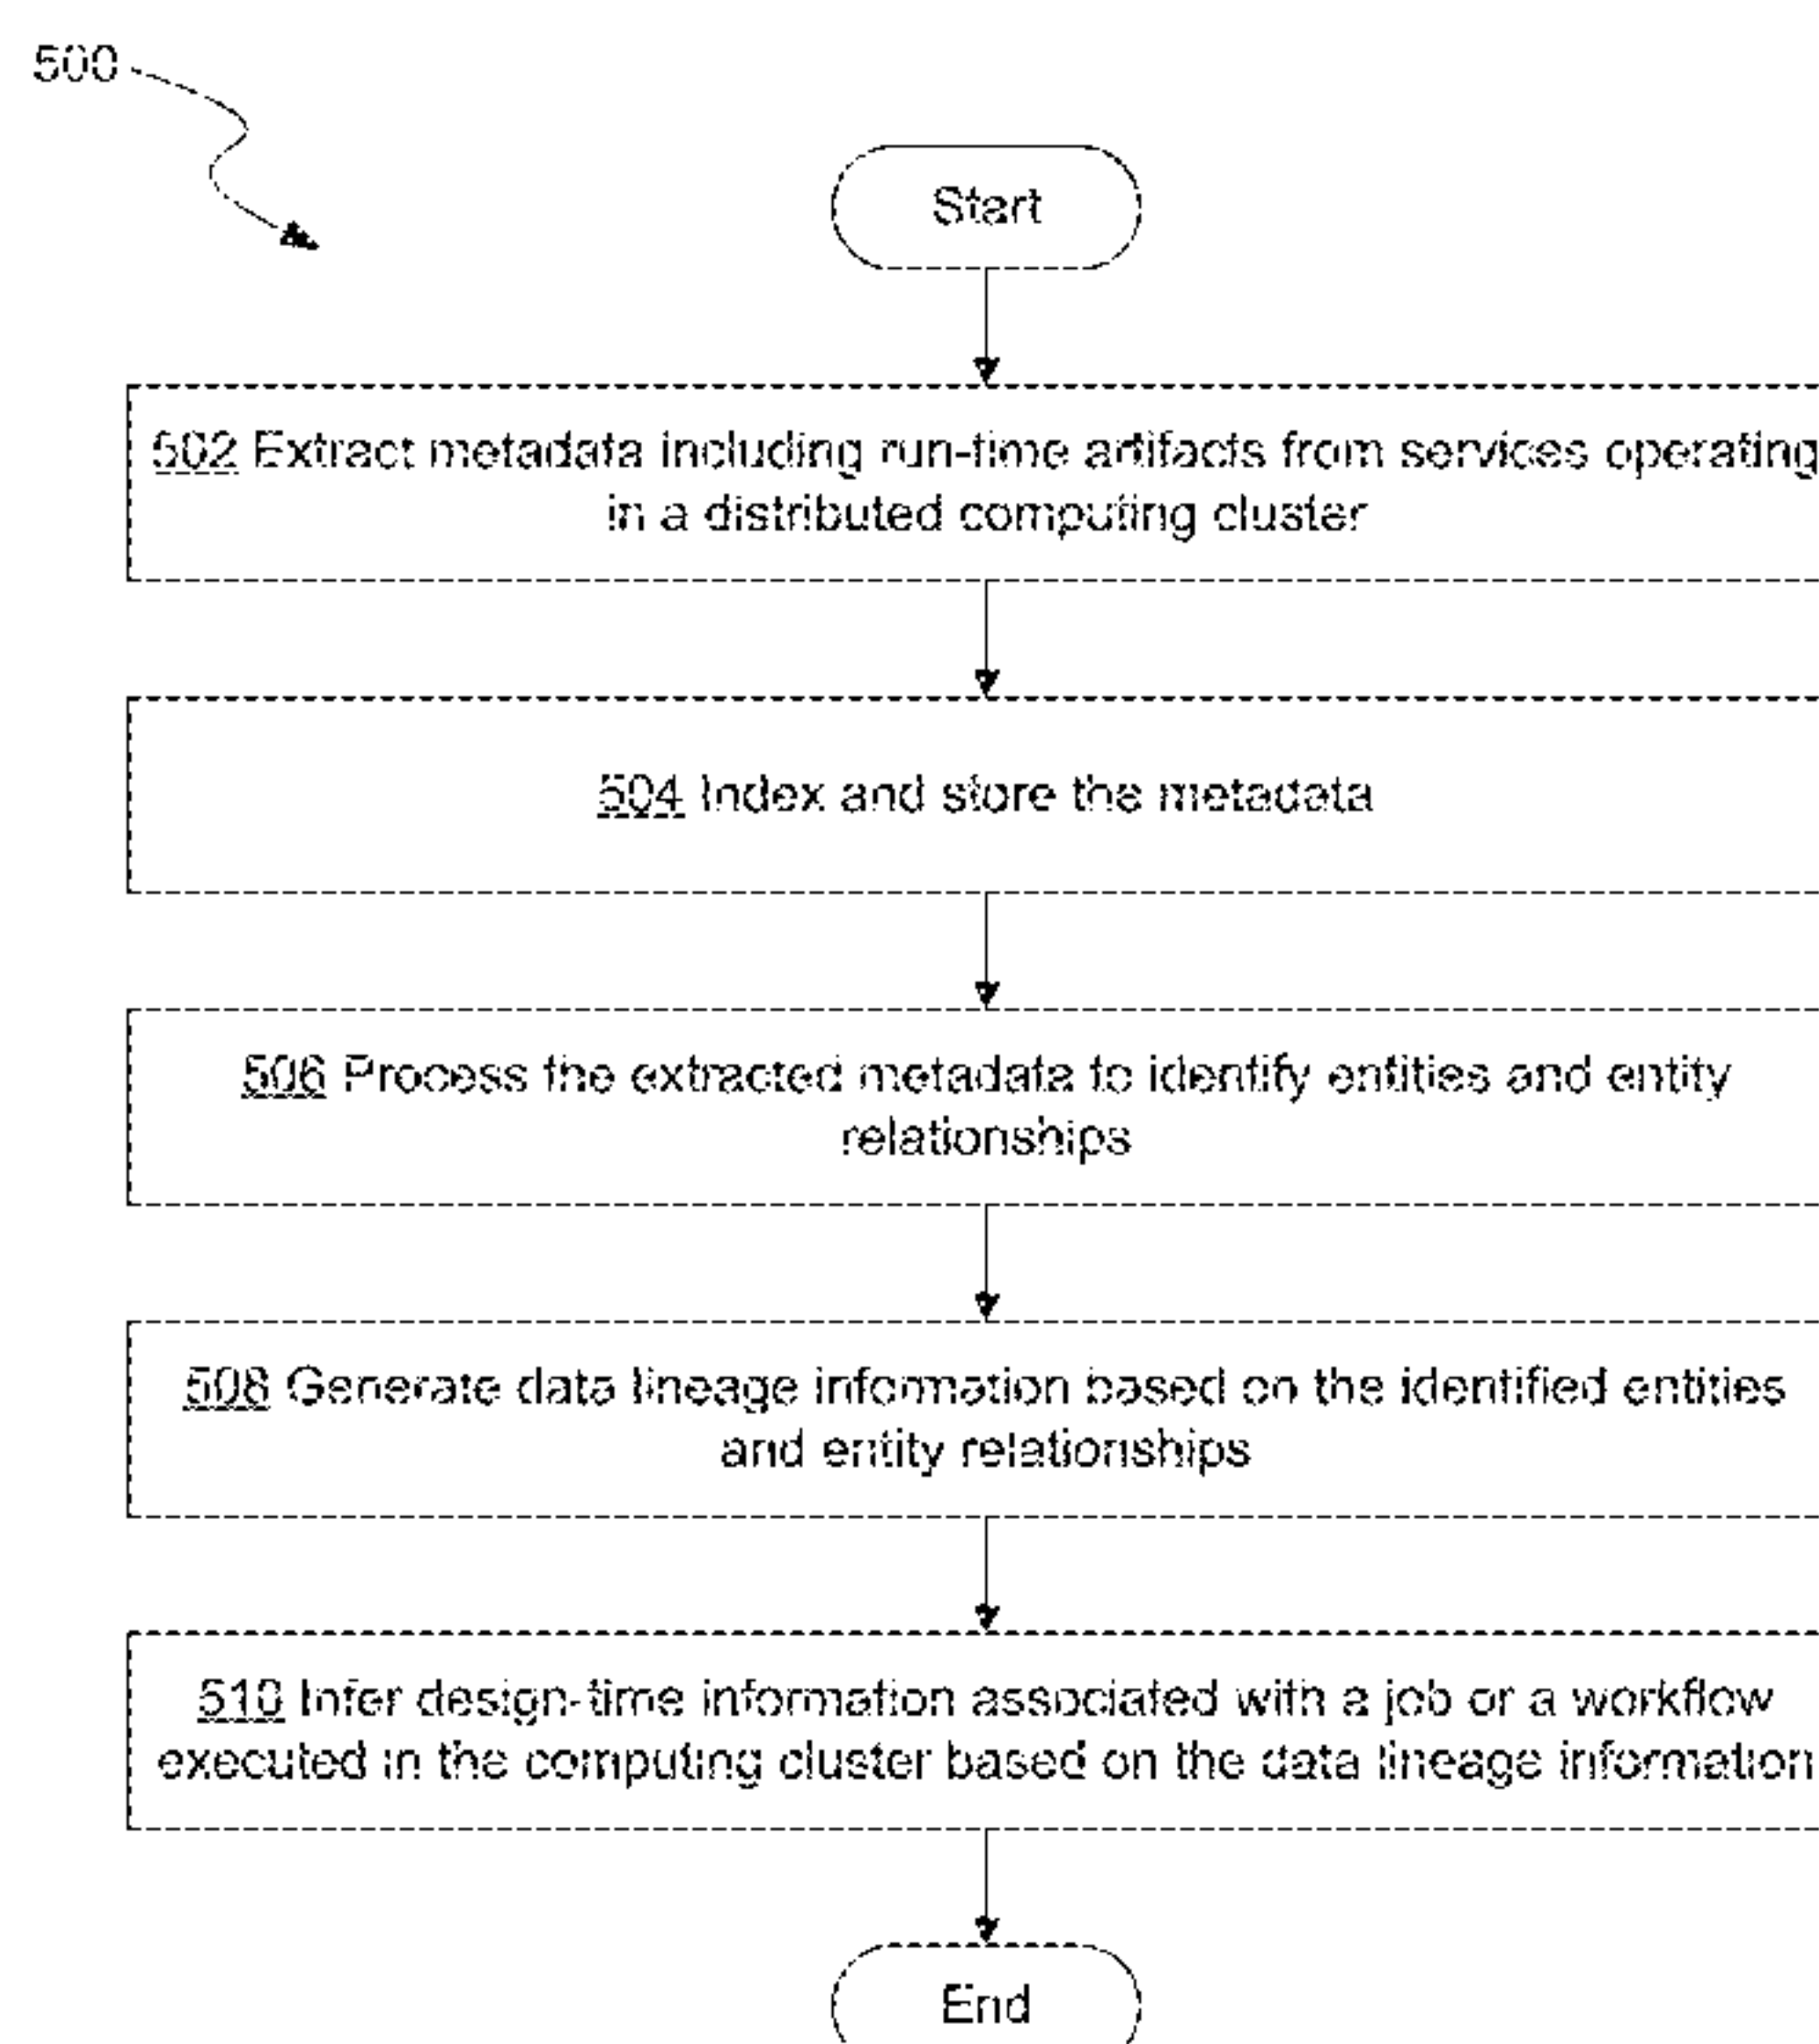 500
Start
502 Extract metadata including run-time artifacts from services operating
in a distributed computing cluster
504 Index and store the metadata
506 Process the extracted metadata to identify entities and entity
relationships
508 Generate data lineage information based on the identified entities
and entity relationships
510 Infer design-time information associated with a job or a workflow
executed in the computing cluster based on the data lineage information
End